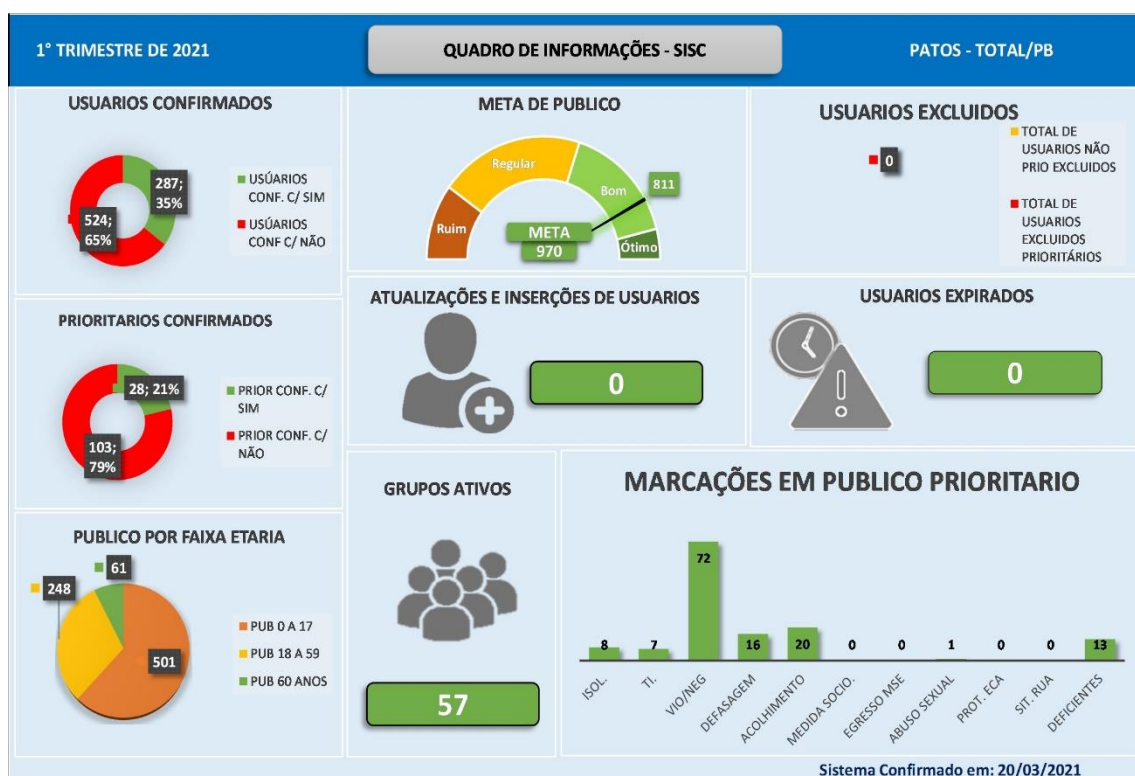 1° TRIMESTRE DE 2021
QUADRO DE INFORMAÇÕES - SISC
PATOS - TOTAL/PB
USUARIOS CONFIRMADOS
287;
35%
524;
65%
USÚÁRIOS
CONF. C/ SIM
USÚÁRIOS
CONF C/ NÃO
META DE PUBLICO
Ruim
Regular
Bom
Ótimo
811
META
970
USUARIOS EXCLUIDOS
0
TOTAL DE
USUARIOS NÃO
PRIO EXCLUIDOS
TOTAL DE
USUARIOS
EXCLUIDOS
PRIORITÁRIOS
PRIORITARIOS CONFIRMADOS
28; 21%
103;
79%
PRIOR CONF. C/
SIM
PRIOR CONF. C/
NÃO
ATUALIZAÇÕES E INSERÇÕES DE USUARIOS
0
USUARIOS EXPIRADOS
0
PUBLICO POR FAIXA ETARIA
61
248
501
PUB 0 A 17
PUB 18 A 59
PUB 60 ANOS
GRUPOS ATIVOS
57
MARCAÇÕES EM PUBLICO PRIORITARIO
8
7
72
16
20
0
0
1
0
0
13
ISOL.
TI.
VIO/NEG
DEFASAGEM
ACOLHIMENTO
MEDIDA SOCIO.
EGRESSO MSE
ABUSO SEXUAL
PROT. ECA
SIT. RUA
DEFICIENTES
Sistema Confirmado em: 20/03/2021